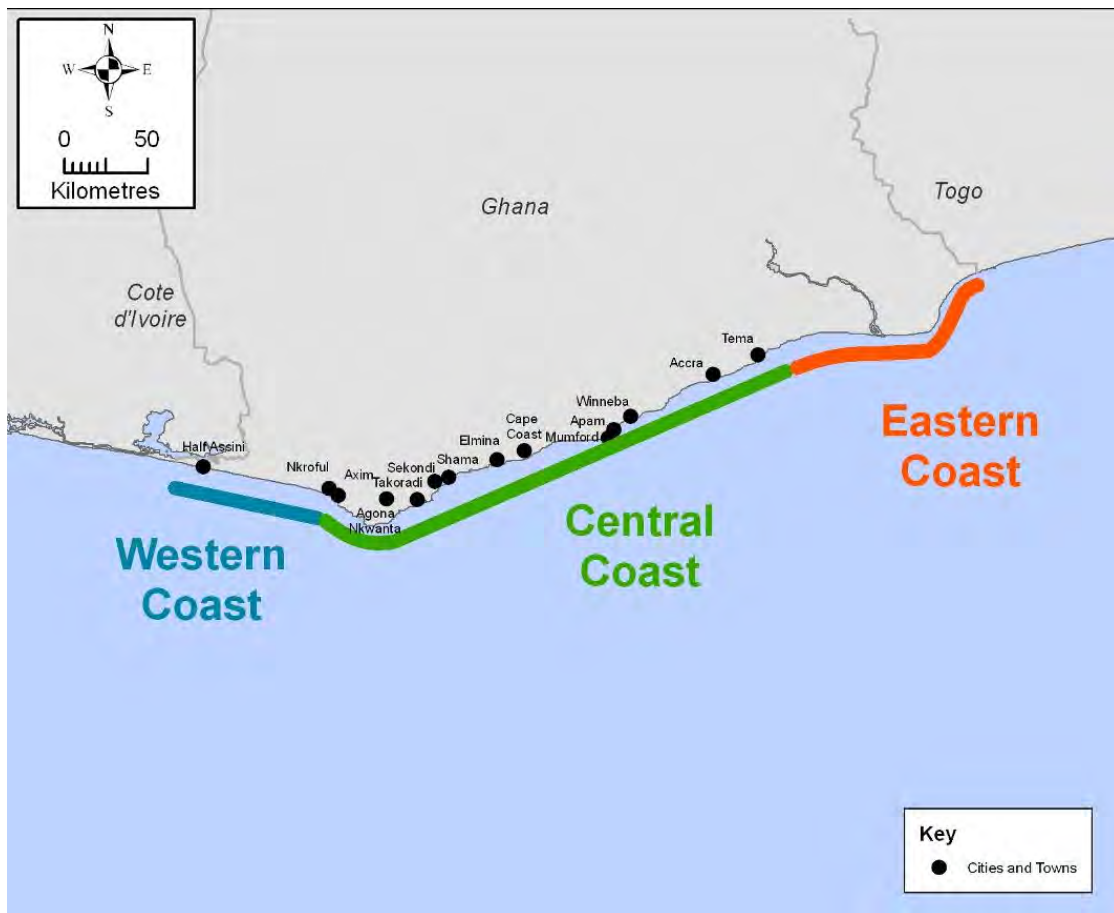 N
W E
S
0 50
Kilometres
Ghana
Togo
Cote
d'Ivoire
Tema
Accra
Winneba
Apam
Mumford
Cape
Coast
Elmina
Shama
Sekondi
Takoradi
Half Assini
Nkroful
Axim
Agona
Nkwanta
Eastern
Coast
Central
Coast
Western
Coast
Key
Cities and Towns